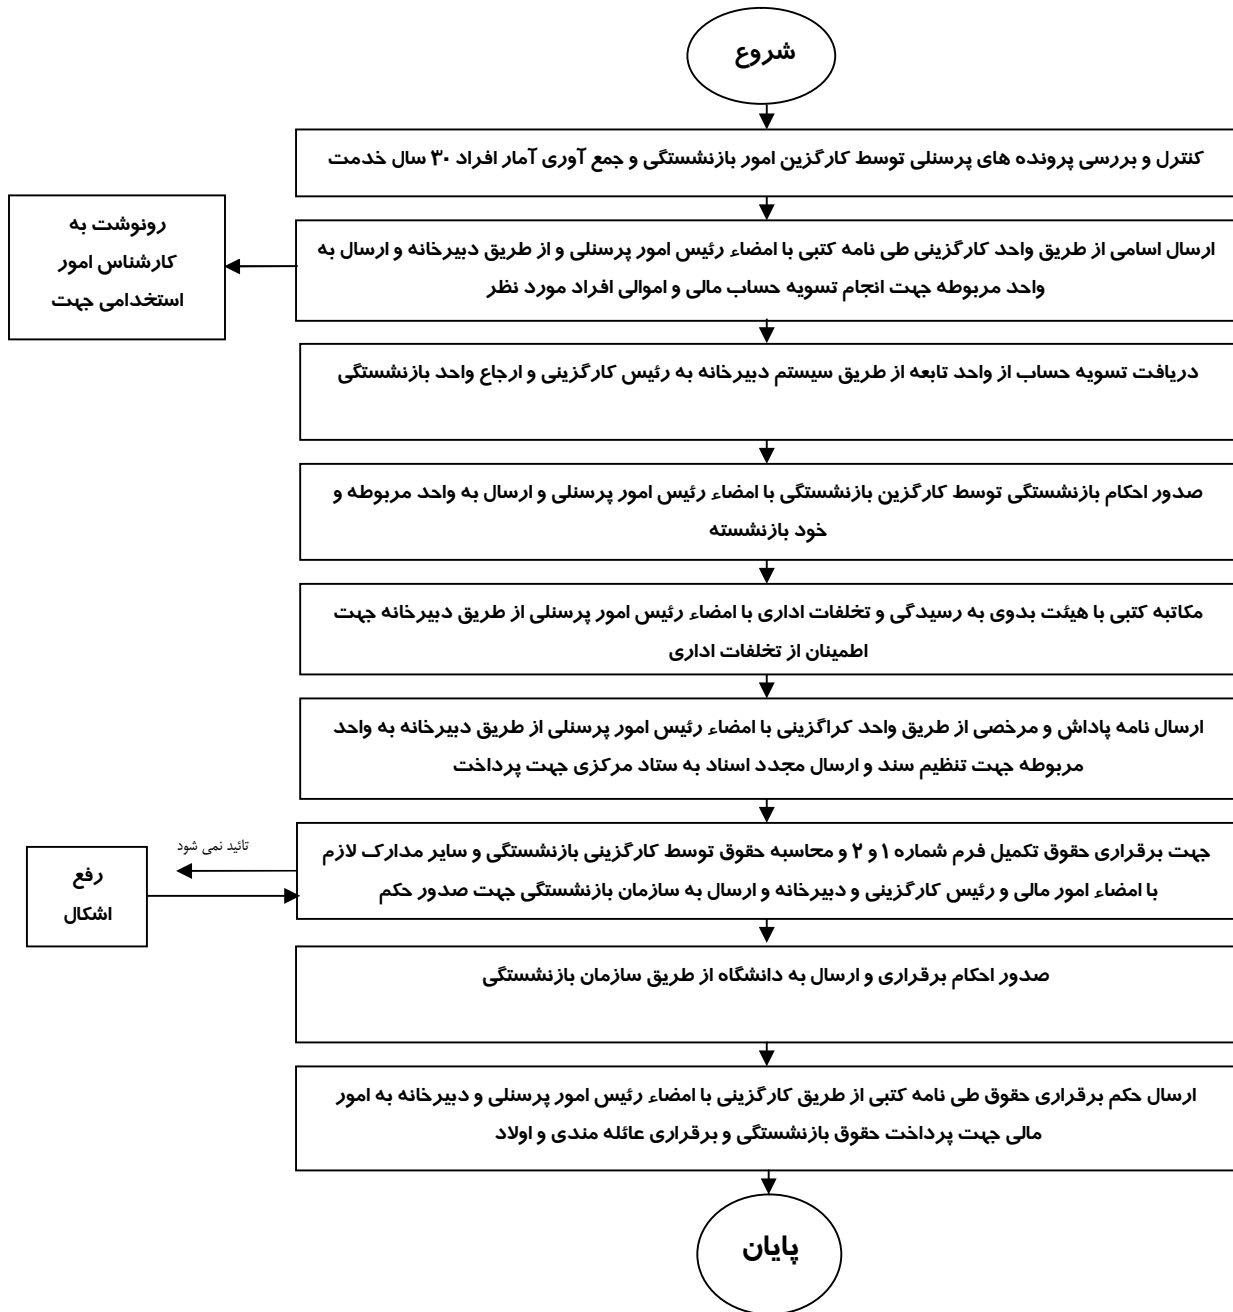 شروع
کنترل و بررسی پرونده های پرسنلی توسط کارگزین امور بازنشستگی و جمع آوری آمار افراد ۳۰ سال خدمت
ارسال اسامی از طریق واحد کارگزینی طی نامه کتبی با امضاء رئیس امور پرسنلی و از طریق دبیرخانه و ارسال به
واحد مربوطه جهت انجام تسویه حساب مالی و اموالی افراد مورد نظر
رونوشت به
کارشناس امور
استخدامی جهت
دریافت تسویه حساب از واحد تابعه از طریق سیستم دبیرخانه به رئیس کارگزینی و ارجاع واحد بازنشستگی
صدور احکام بازنشستگی توسط کارگزین بازنشستگی با امضاء رئیس امور پرسنلی و ارسال به واحد مربوطه و
خود بازنشسته
مکاتبه کتبی با هیئت بدوی به رسیدگی و تخلفات اداری با امضاء رئیس امور پرسنلی از طریق دبیرخانه جهت
اطمینان از تخلفات اداری
ارسال نامه پاداش و مرخصی از طریق واحد کراگزینی با امضاء رئیس امور پرسنلی از طریق دبیرخانه به واحد
مربوطه جهت تنظیم سند و ارسال مجدد اسناد به ستاد مرکزی جهت پرداخت
جهت برقراری حقوق تکمیل فرم شماره ۱ و ۲ و محاسبه حقوق توسط کارگزینی بازنشستگی و سایر مدارک لازم
با امضاء امور مالی و رئیس کارگزینی و دبیرخانه و ارسال به سازمان بازنشستگی جهت صدور حکم
تائید نمی شود
رفع
اشکال
صدور احکام برقراری و ارسال به دانشگاه از طریق سازمان بازنشستگی
ارسال حکم برقراری حقوق طی نامه کتبی از طریق کارگزینی با امضاء رئیس امور پرسنلی و دبیرخانه به امور
مالی جهت پرداخت حقوق بازنشستگی و برقراری عائله مندی و اولاد
پایان